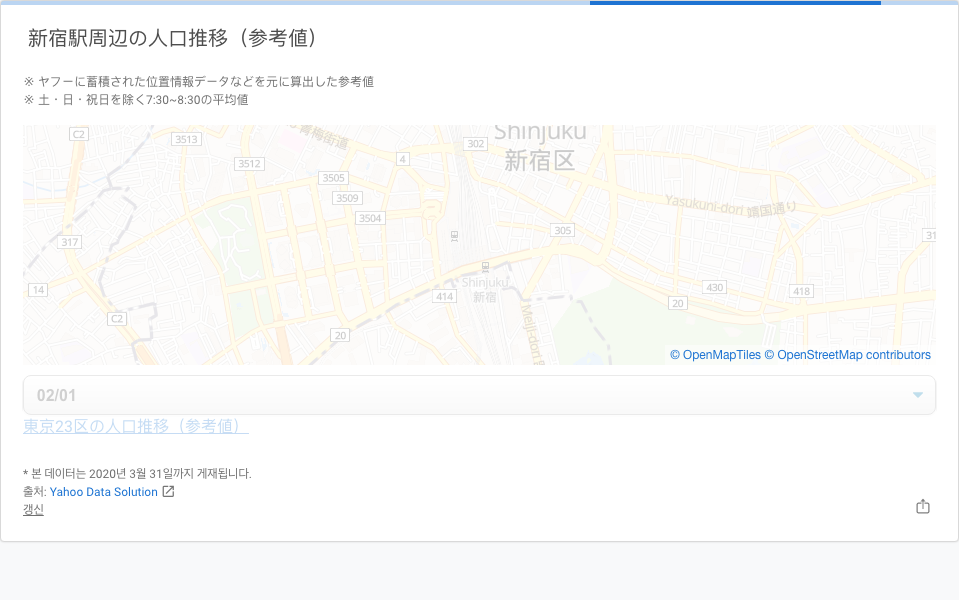 新宿駅周辺の人口推移（参考値）
※ ヤフーに蓄積された位置情報データなどを元に算出した参考値
※ 土・日・祝日を除く7:30~8:30の平均値
C2
3513
青梅街道
302
Shinjuku
新宿区
3512
4
3505
3509
3504
Yasukuni-dori 靖国通り
317
305
31
14
414
Shinjuku
新宿
430
418
20
C2
20
Meiji-dori
© OpenMapTiles © OpenStreetMap contributors
02/01
東京23区の人口推移（参考値）
* 본 데이터는 2020년 3월 31일까지 게재됩니다.
출처: Yahoo Data Solution
갱신